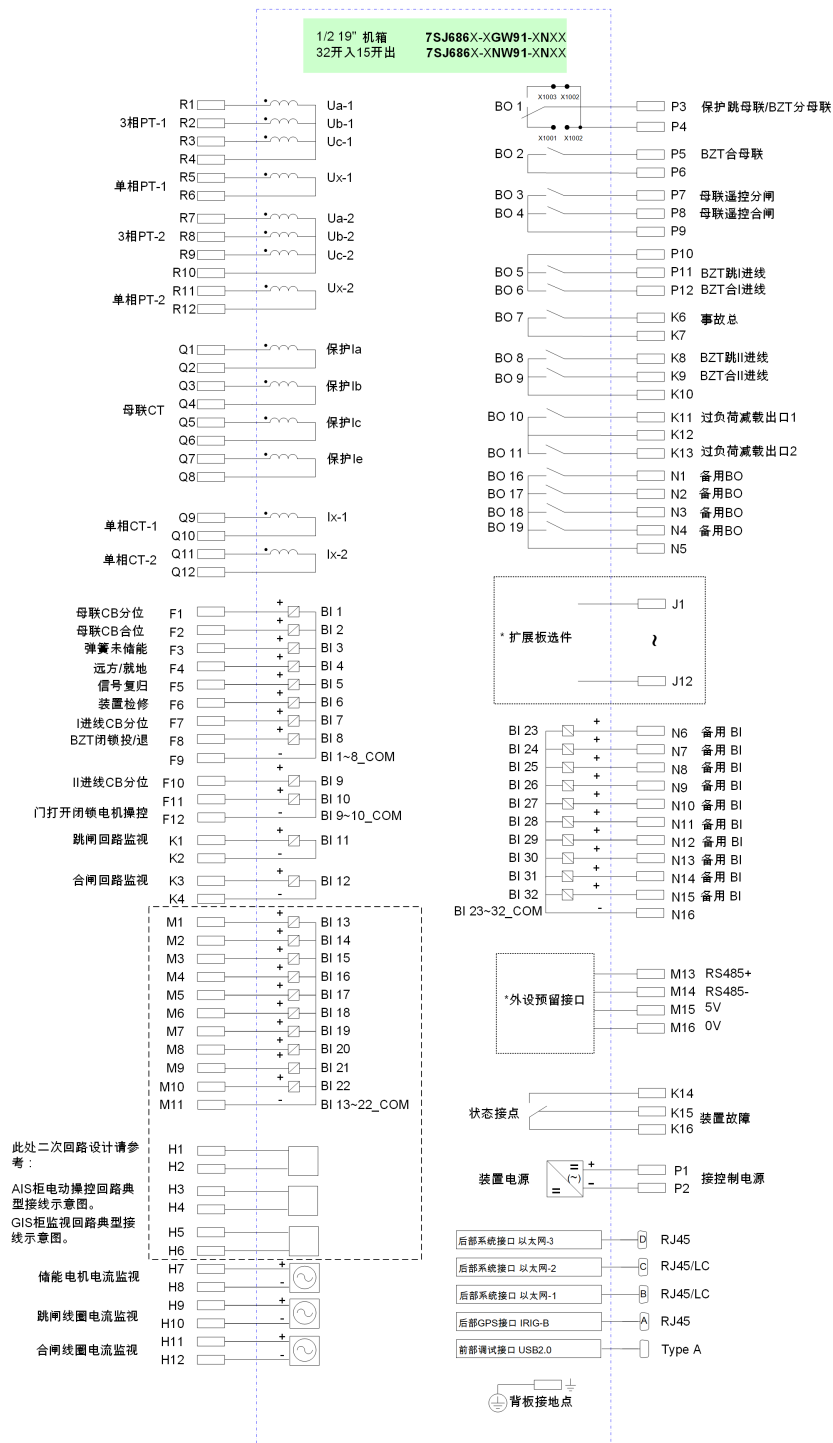 1/2 19" 机箱 7SJ686X-XGW91-XNXX
32开入15开出 7SJ686X-XNW91-XNXX
3相PT-1
R1 Ua-1
R2 Ub-1
R3 Uc-1
R4
单相PT-1
R5 Ux-1
R6
3相PT-2
R7 Ua-2
R8 Ub-2
R9 Uc-2
R10
单相PT-2
R11 Ux-2
R12
母联CT
Q1 保护Ia
Q2
Q3 保护Ib
Q4
Q5 保护Ic
Q6
Q7 保护Ie
Q8
单相CT-1
Q9 Ix-1
Q10
单相CT-2
Q11 Ix-2
Q12
母联CB分位 F1 + BI 1
母联CB合位 F2 + BI 2
弹簧未储能 F3 + BI 3
远方/就地 F4 + BI 4
信号复归 F5 + BI 5
装置检修 F6 + BI 6
I进线CB分位 F7 + BI 7
BZT闭锁投/退 F8 + BI 8
F9 - BI 1~8_COM
II进线CB分位 F10 + BI 9
F11 + BI 10
门打开闭锁电机操控 F12 - BI 9~10_COM
跳闸回路监视 K1 + BI 11
K2 -
合闸回路监视 K3 + BI 12
K4 -
M1 + BI 13
M2 + BI 14
M3 + BI 15
M4 + BI 16
M5 + BI 17
M6 + BI 18
M7 + BI 19
M8 + BI 20
M9 + BI 21
M10 + BI 22
M11 - BI 13~22_COM
此处二次回路设计请参
考：
AIS柜电动操控回路典
型接线示意图。
GIS柜监视回路典型接
线示意图。
H1
H2
H3
H4
H5
H6
储能电机电流监视
H7 +
H8 -
跳闸线圈电流监视
H9 +
H10 -
合闸线圈电流监视
H11 +
H12 -
X1003 X1002
BO 1 P3 保护跳母联/BZT分母联
P4
X1001 X1002
BO 2 P5 BZT合母联
P6
BO 3 P7 母联遥控分闸
BO 4 P8 母联遥控合闸
P9
P10
BO 5 P11 BZT跳I进线
BO 6 P12 BZT合I进线
BO 7 K6 事故总
K7
BO 8 K8 BZT跳II进线
BO 9 K9 BZT合II进线
K10
BO 10 K11 过负荷减载出口1
K12
BO 11 K13 过负荷减载出口2
BO 16 N1 备用BO
BO 17 N2 备用BO
BO 18 N3 备用BO
BO 19 N4 备用BO
N5
J1
* 扩展板选件 ~
J12
BI 23 + N6 备用 BI
BI 24 + N7 备用 BI
BI 25 + N8 备用 BI
BI 26 + N9 备用 BI
BI 27 + N10 备用 BI
BI 28 + N11 备用 BI
BI 29 + N12 备用 BI
BI 30 + N13 备用 BI
BI 31 + N14 备用 BI
BI 32 + N15 备用 BI
BI 23~32_COM - N16
*外设预留接口
M13 RS485+
M14 RS485-
M15 5V
M16 0V
状态接点
K14
K15 装置故障
K16
装置电源 = (~) = + P1 接控制电源
- P2
后部系统接口 以太网-3 D RJ45
后部系统接口 以太网-2 C RJ45/LC
后部系统接口 以太网-1 B RJ45/LC
后部GPS接口 IRIG-B A RJ45
前部调试接口 USB2.0 Type A
背板接地点